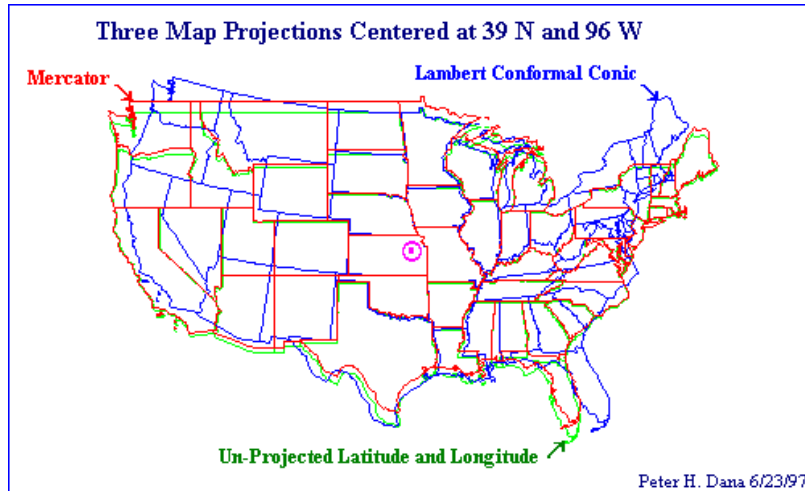 Three Map Projections Centered at 39 N and 96 W
Mercator
Lambert Conformal Conic
Un-Projected Latitude and Longitude
Peter H. Dana 6/23/97